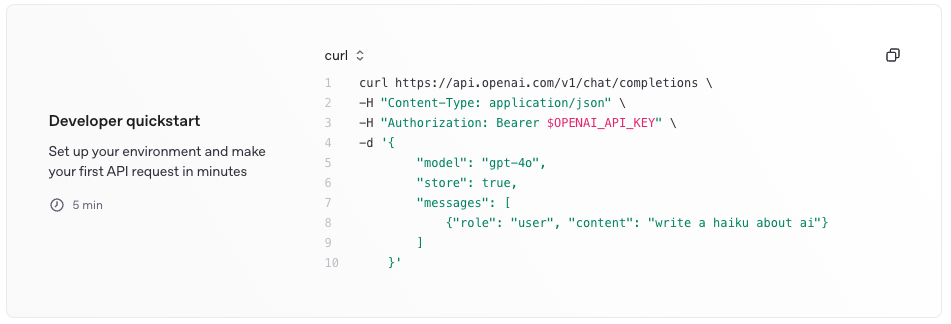 Developer quickstart
Set up your environment and make
your first API request in minutes
5 min
curl
1 curl https://api.openai.com/v1/chat/completions \
2 -H "Content-Type: application/json" \
3 -H "Authorization: Bearer $OPENAI_API_KEY" \
4 -d '{
5 "model": "gpt-4o",
6 "store": true,
7 "messages": [
8 {"role": "user", "content": "write a haiku about ai"}
9 ]
10 }'